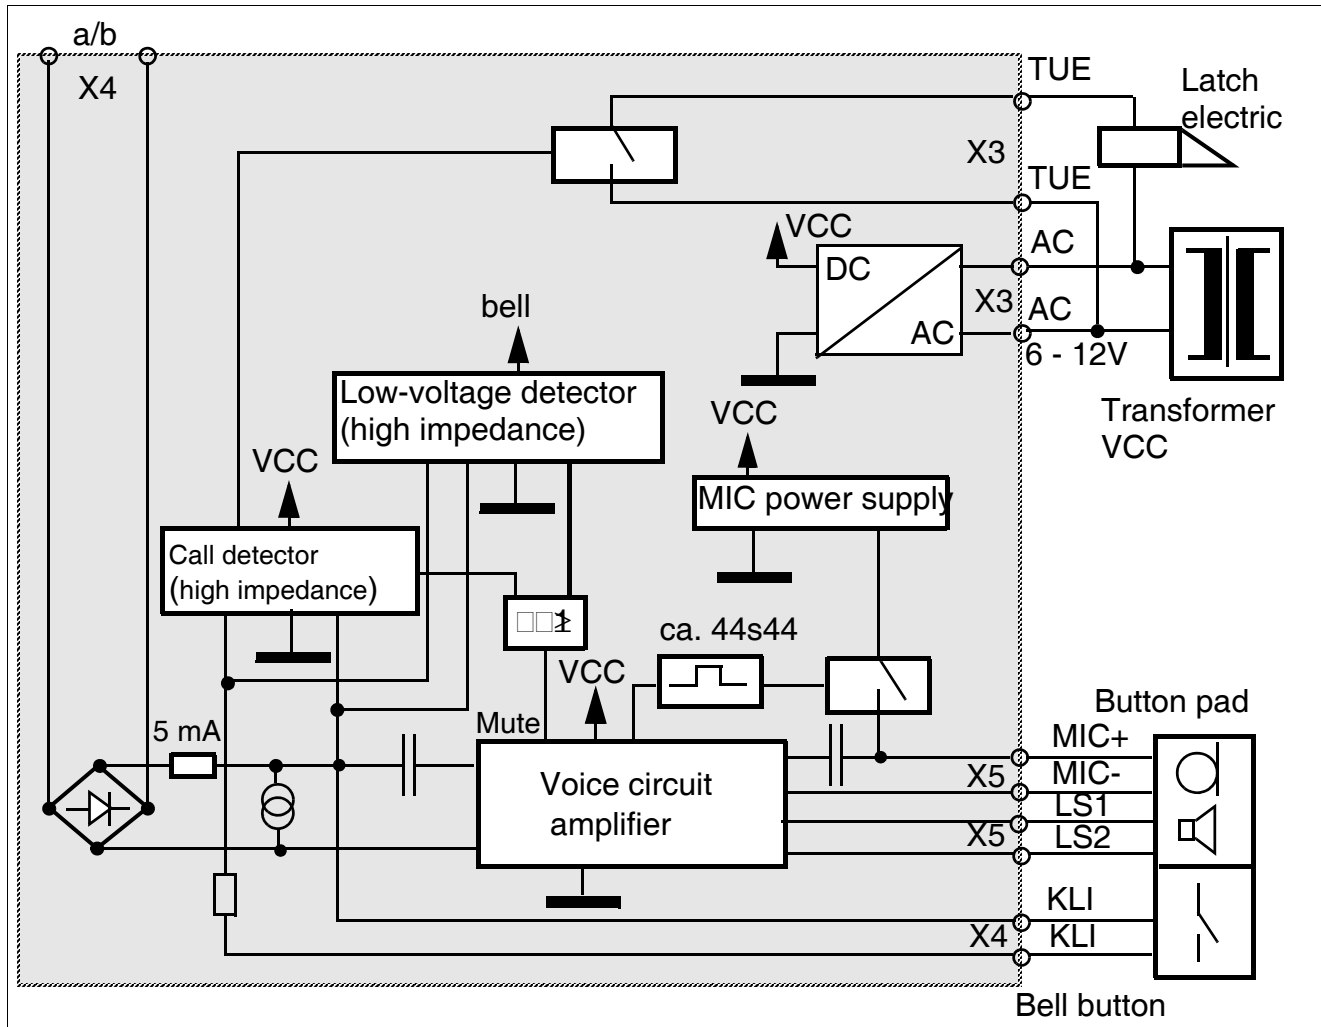 a/b
X4
TUE
Latch
electric
X3
TUE
VCC
AC
DC
X3
AC
AC
6 - 12V
bell
Low-voltage detector
(high impedance)
VCC
Transformer
VCC
VCC
MIC power supply
Call detector
(high impedance)
ca. 44s44
VCC
Button pad
5 mA
Mute
MIC+
X5
MIC-
Voice circuit
amplifier
LS1
X5
LS2
KLI
X4
KLI
Bell button